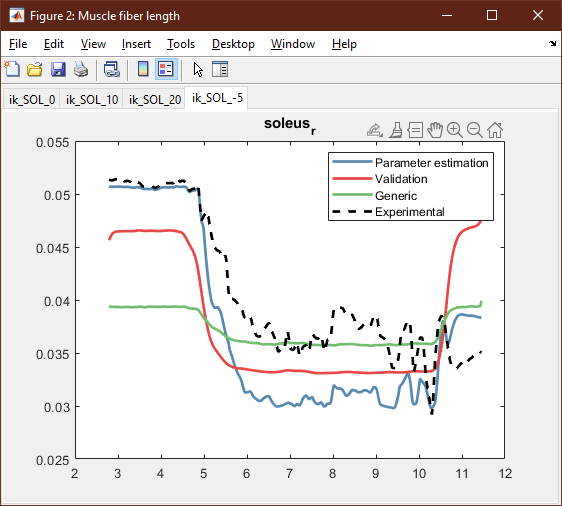 Figure 2: Muscle fiber length
File Edit View Insert Tools Desktop Window Help
ik_SOL_0 ik_SOL_10 ik_SOL_20 ik_SOL_-5
soleusr
Parameter estimation
Validation
Generic
Experimental
0.055
0.05
0.045
0.04
0.035
0.03
0.025
2 3 4 5 6 7 8 9 10 11 12